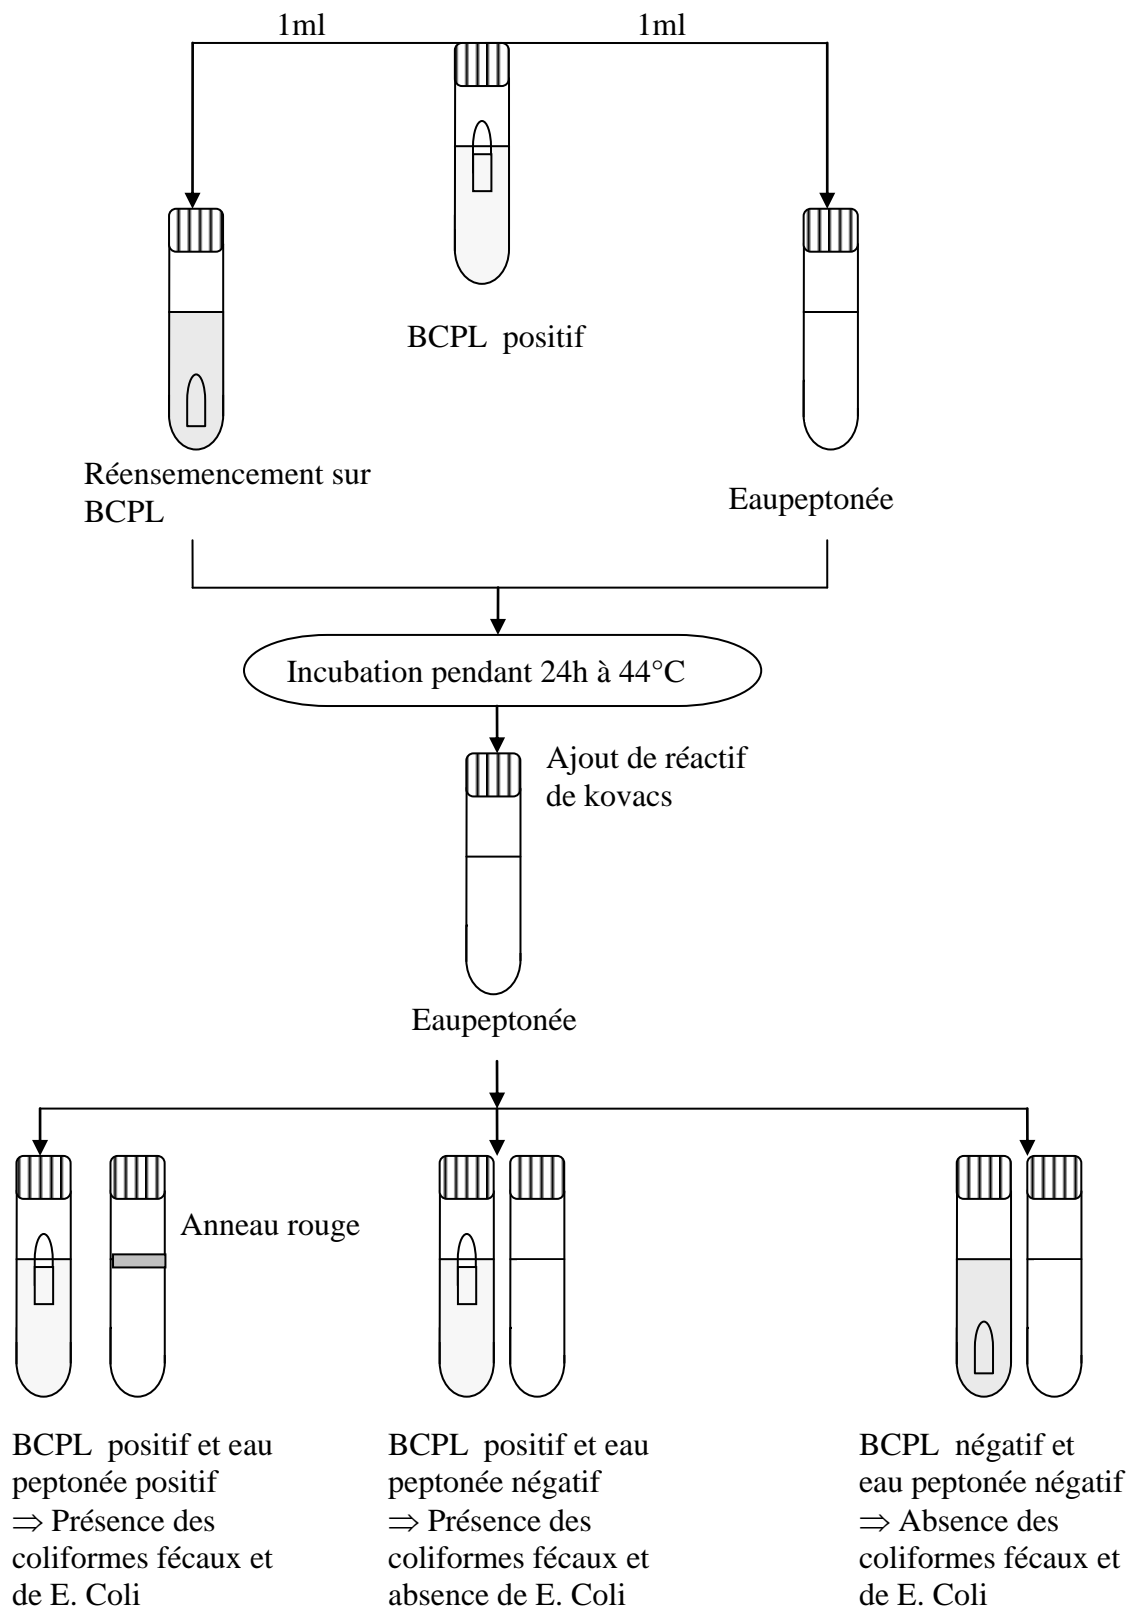 1ml
1ml
BCPL positif
Réensemencement sur
BCPL
Eaupeptonée
Incubation pendant 24h à 44°C
Ajout de réactif
de kovacs
Eaupeptonée
Anneau rouge
BCPL positif et eau
peptonée positif
⇒ Présence des
coliformes fécaux et
de E. Coli
BCPL positif et eau
peptonée négatif
⇒ Présence des
coliformes fécaux et
absence de E. Coli
BCPL négatif et
eau peptonée négatif
⇒ Absence des
coliformes fécaux et
de E. Coli